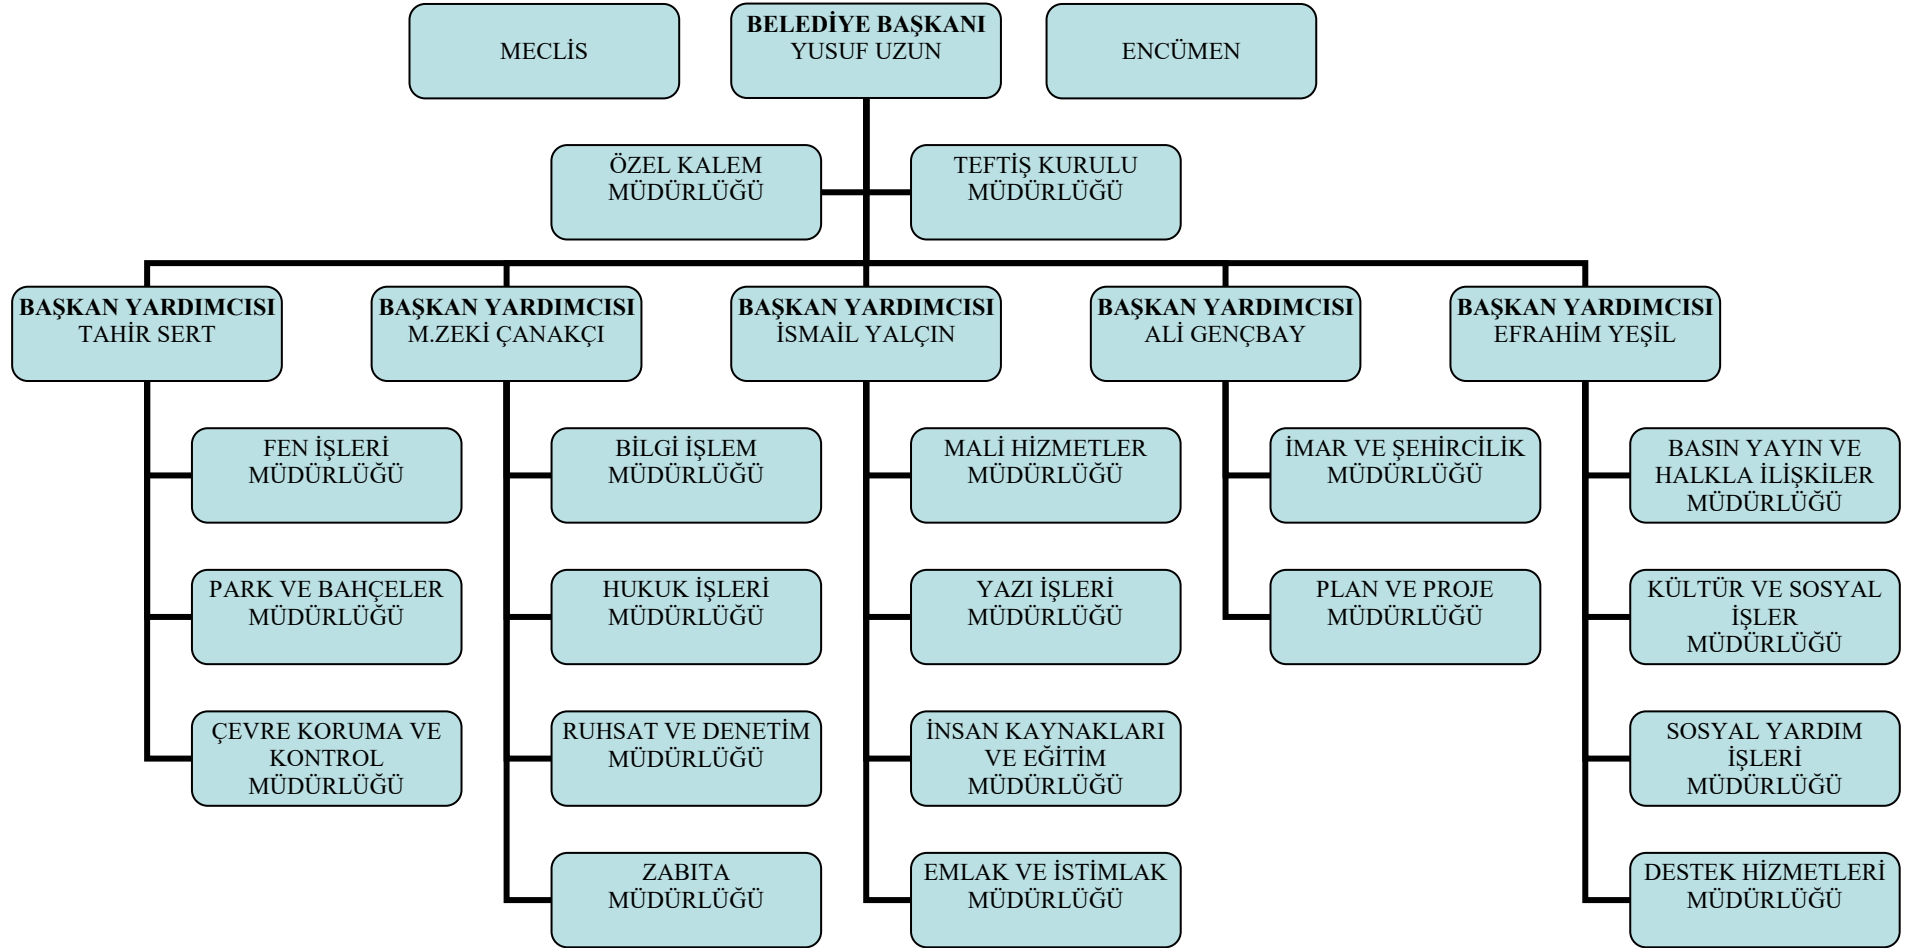 MECLİS
BELEDİYE BAŞKANI
YUSUF UZUN
ENCÜMEN
ÖZEL KALEM
MÜDÜRLÜĞÜ
TEFTİŞ KURULU
MÜDÜRLÜĞÜ
BAŞKAN YARDIMCISI
TAHİR SERT
BAŞKAN YARDIMCISI
M.ZEKİ ÇANAKÇI
BAŞKAN YARDIMCISI
İSMAİL YALÇIN
BAŞKAN YARDIMCISI
ALİ GENÇBAY
BAŞKAN YARDIMCISI
EFRAHİM YEŞİL
FEN İŞLERİ
MÜDÜRLÜĞÜ
BİLGİ İŞLEM
MÜDÜRLÜĞÜ
MALİ HİZMETLER
MÜDÜRLÜĞÜ
İMAR VE ŞEHİRCİLİK
MÜDÜRLÜĞÜ
BASIN YAYIN VE
HALKLA İLİŞKİLER
MÜDÜRLÜĞÜ
PARK VE BAHÇELER
MÜDÜRLÜĞÜ
HUKUK İŞLERİ
MÜDÜRLÜĞÜ
YAZI İŞLERİ
MÜDÜRLÜĞÜ
PLAN VE PROJE
MÜDÜRLÜĞÜ
KÜLTÜR VE SOSYAL
İŞLER
MÜDÜRLÜĞÜ
ÇEVRE KORUMA VE
KONTROL
MÜDÜRLÜĞÜ
RUHSAT VE DENETİM
MÜDÜRLÜĞÜ
İNSAN KAYNAKLARI
VE EĞİTİM
MÜDÜRLÜĞÜ
SOSYAL YARDIM
İŞLERİ
MÜDÜRLÜĞÜ
ZABITA
MÜDÜRLÜĞÜ
EMLAK VE İSTİMLAK
MÜDÜRLÜĞÜ
DESTEK HİZMETLERİ
MÜDÜRLÜĞÜ